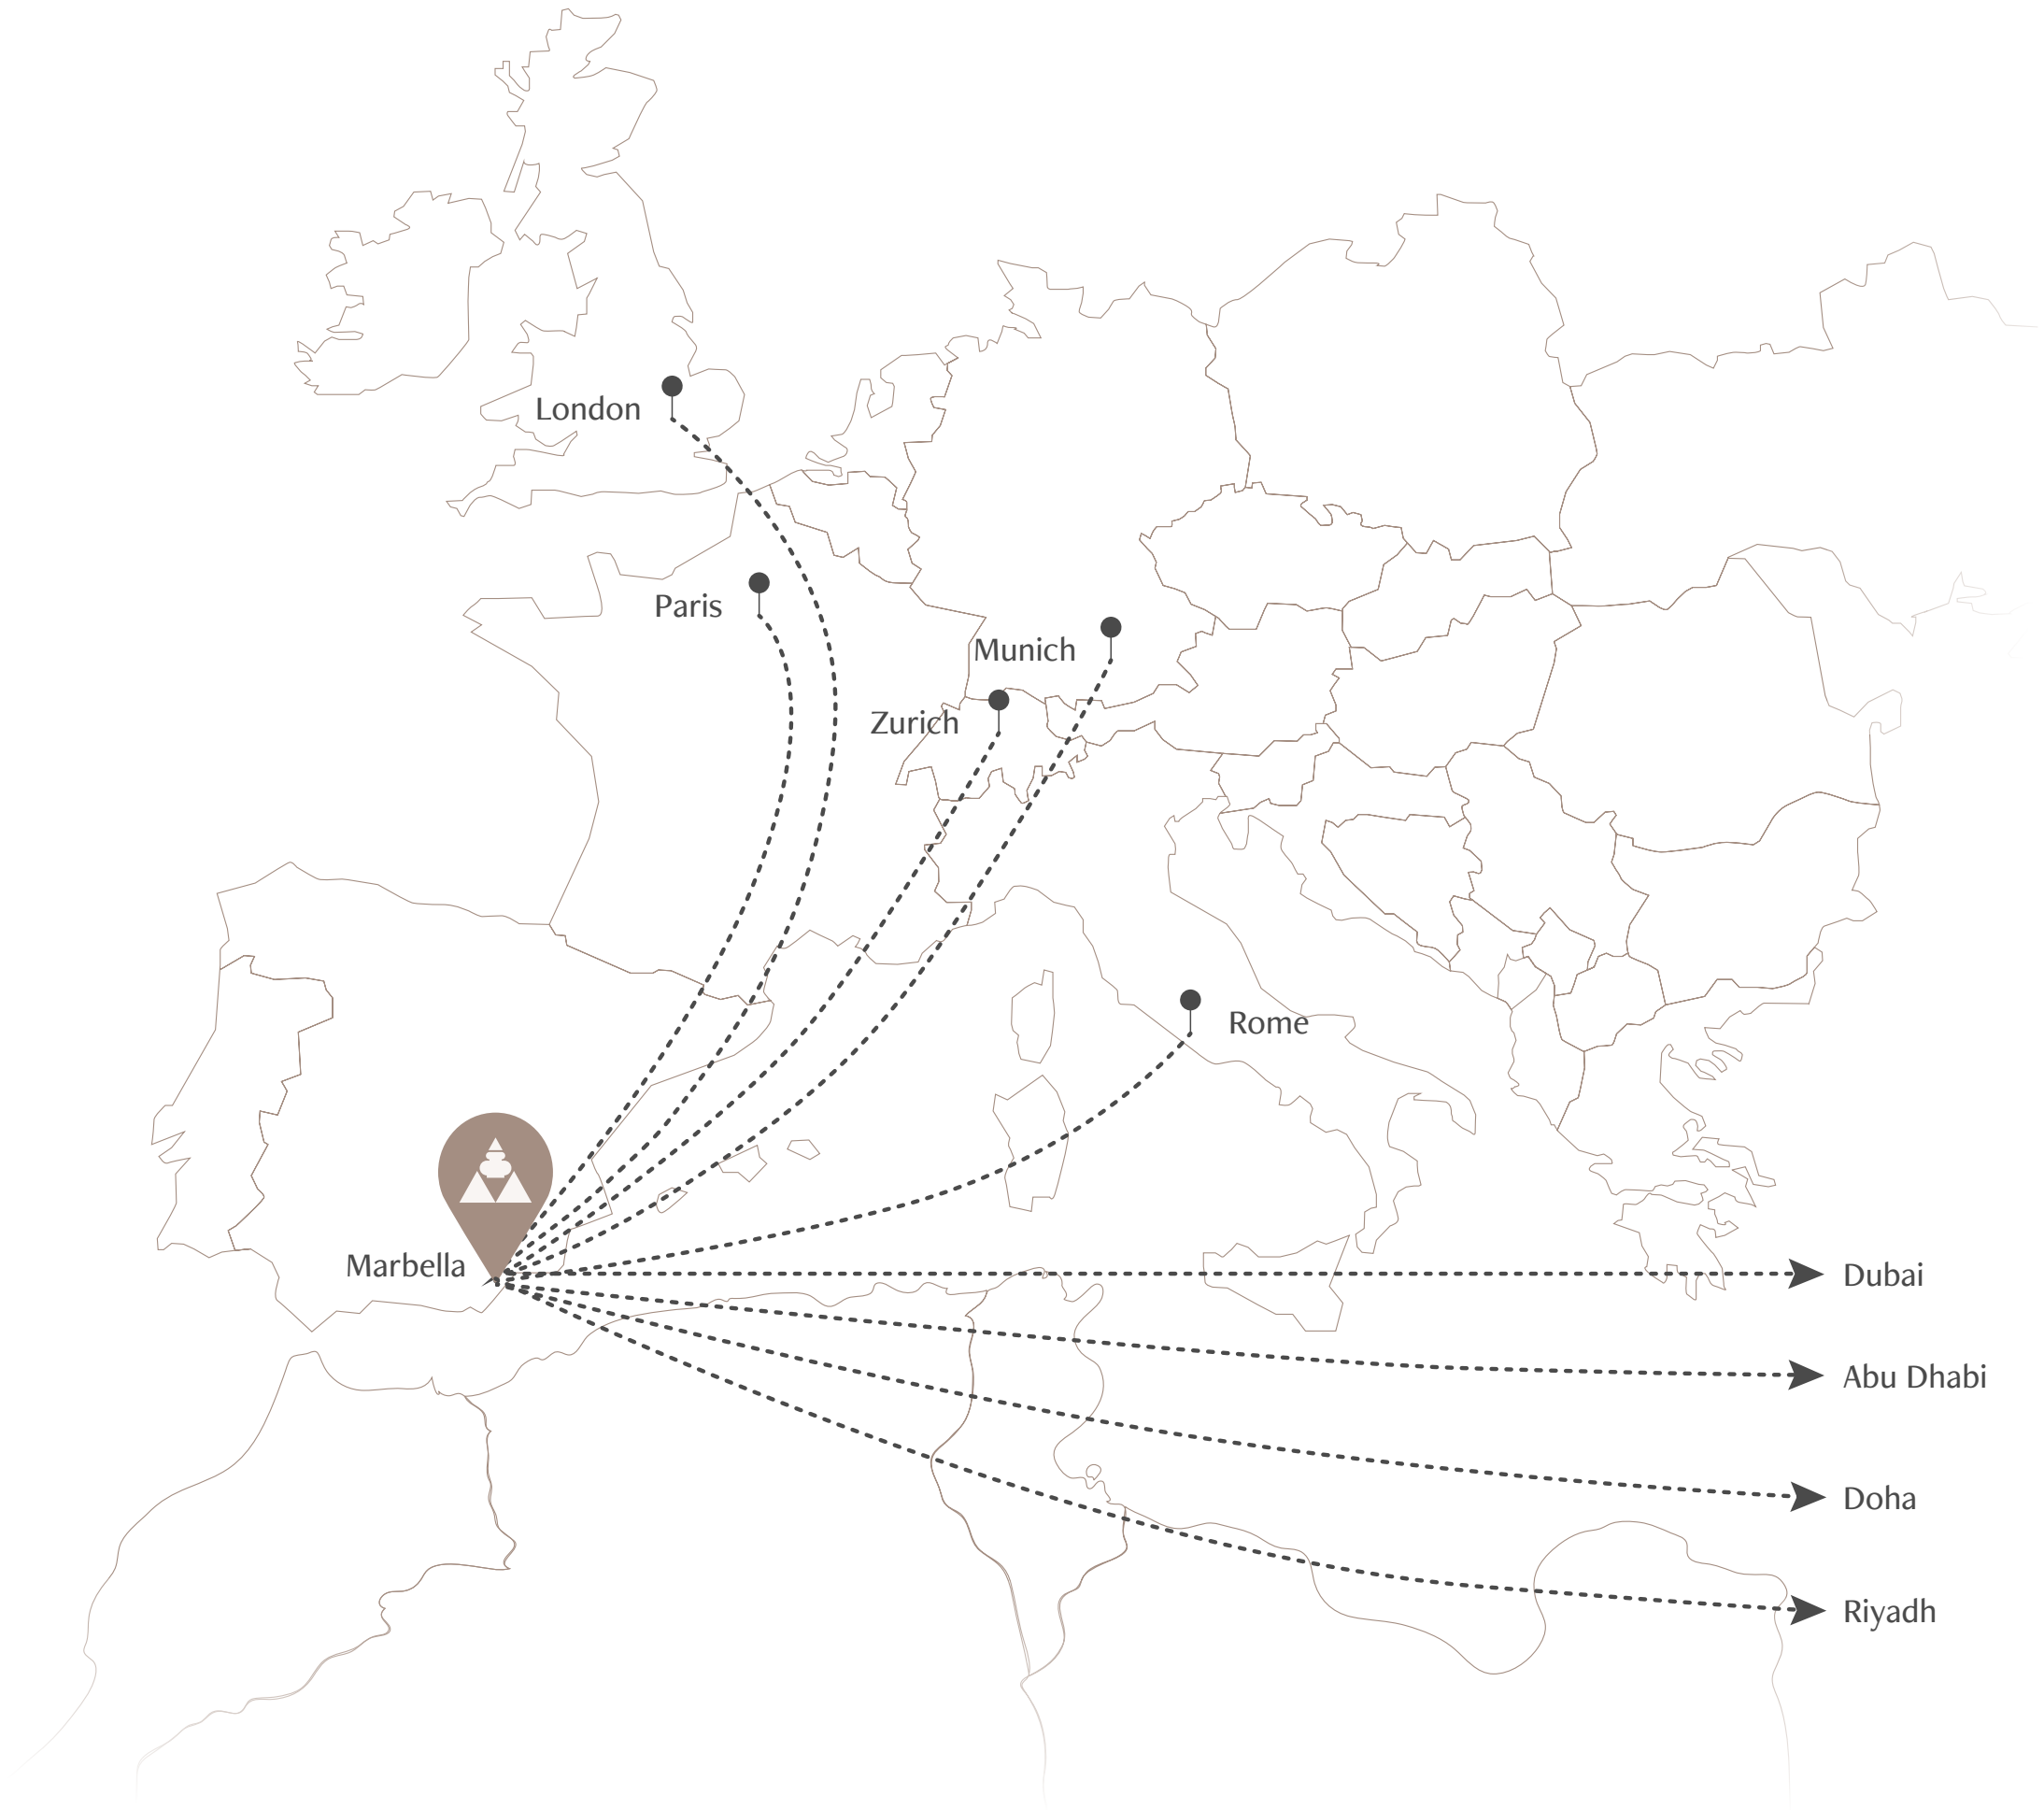 London
Paris
Munich
Zurich
Rome
Marbella
Dubai
Abu Dhabi
Doha
Riyadh